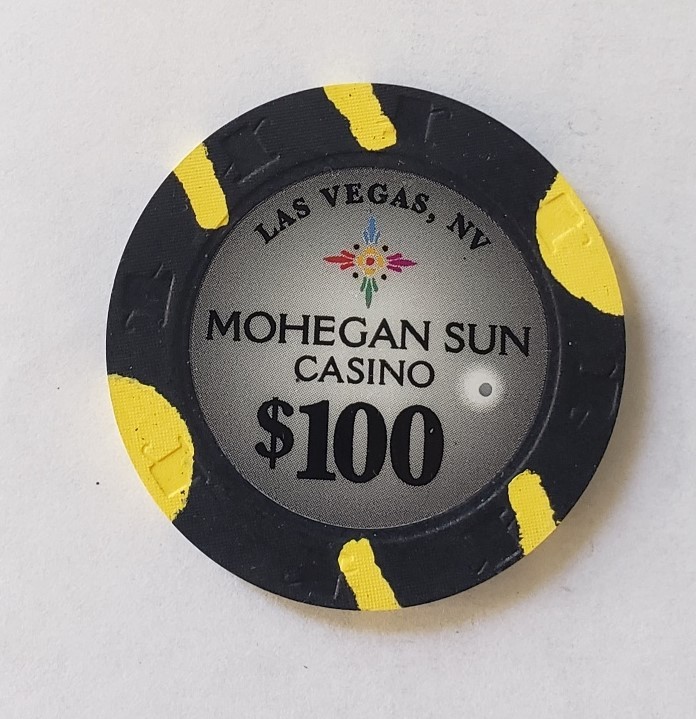 LAS VEGAS, NV
MOHEGAN SUN
CASINO
$100